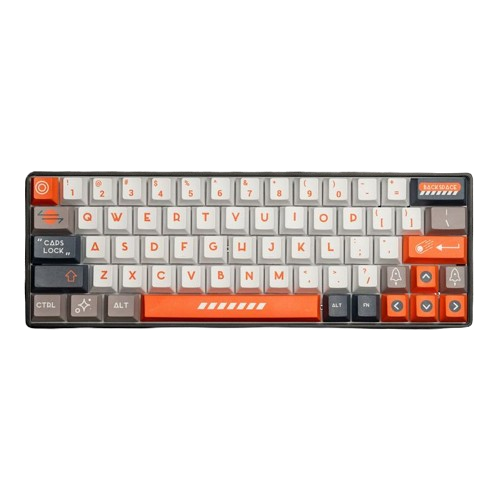 ! @ # $ % ^ & * ( ) _ + BACKSPACE
1 2 3 4 5 6 7 8 9 0 - =
Q W E R T Y U I O P { }
[ ]
"CAPS LOCK" A S D F G H J K L : "
; '
Z X C V B N M < > ?
, . /
CTRL ALT ALT FN